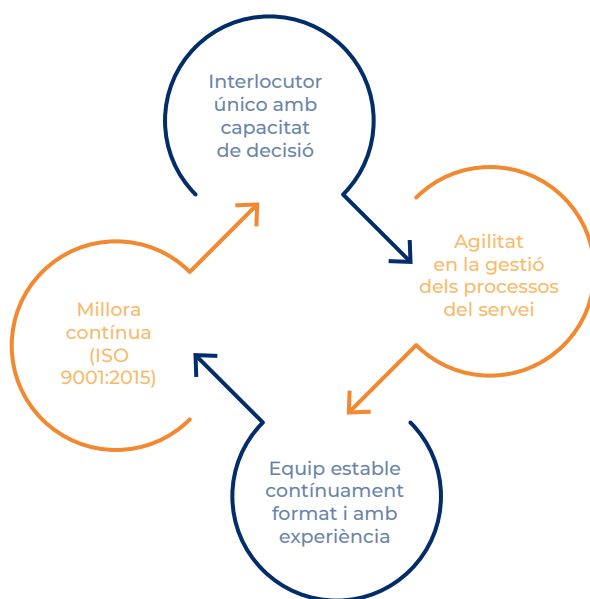 Interlocutor
único amb
capacitat
de decisió
Agilitat
en la gestió
dels processos
del servei
Equip estable
contínuament
format i amb
experiència
Millora
contínua
(ISO
9001:2015)